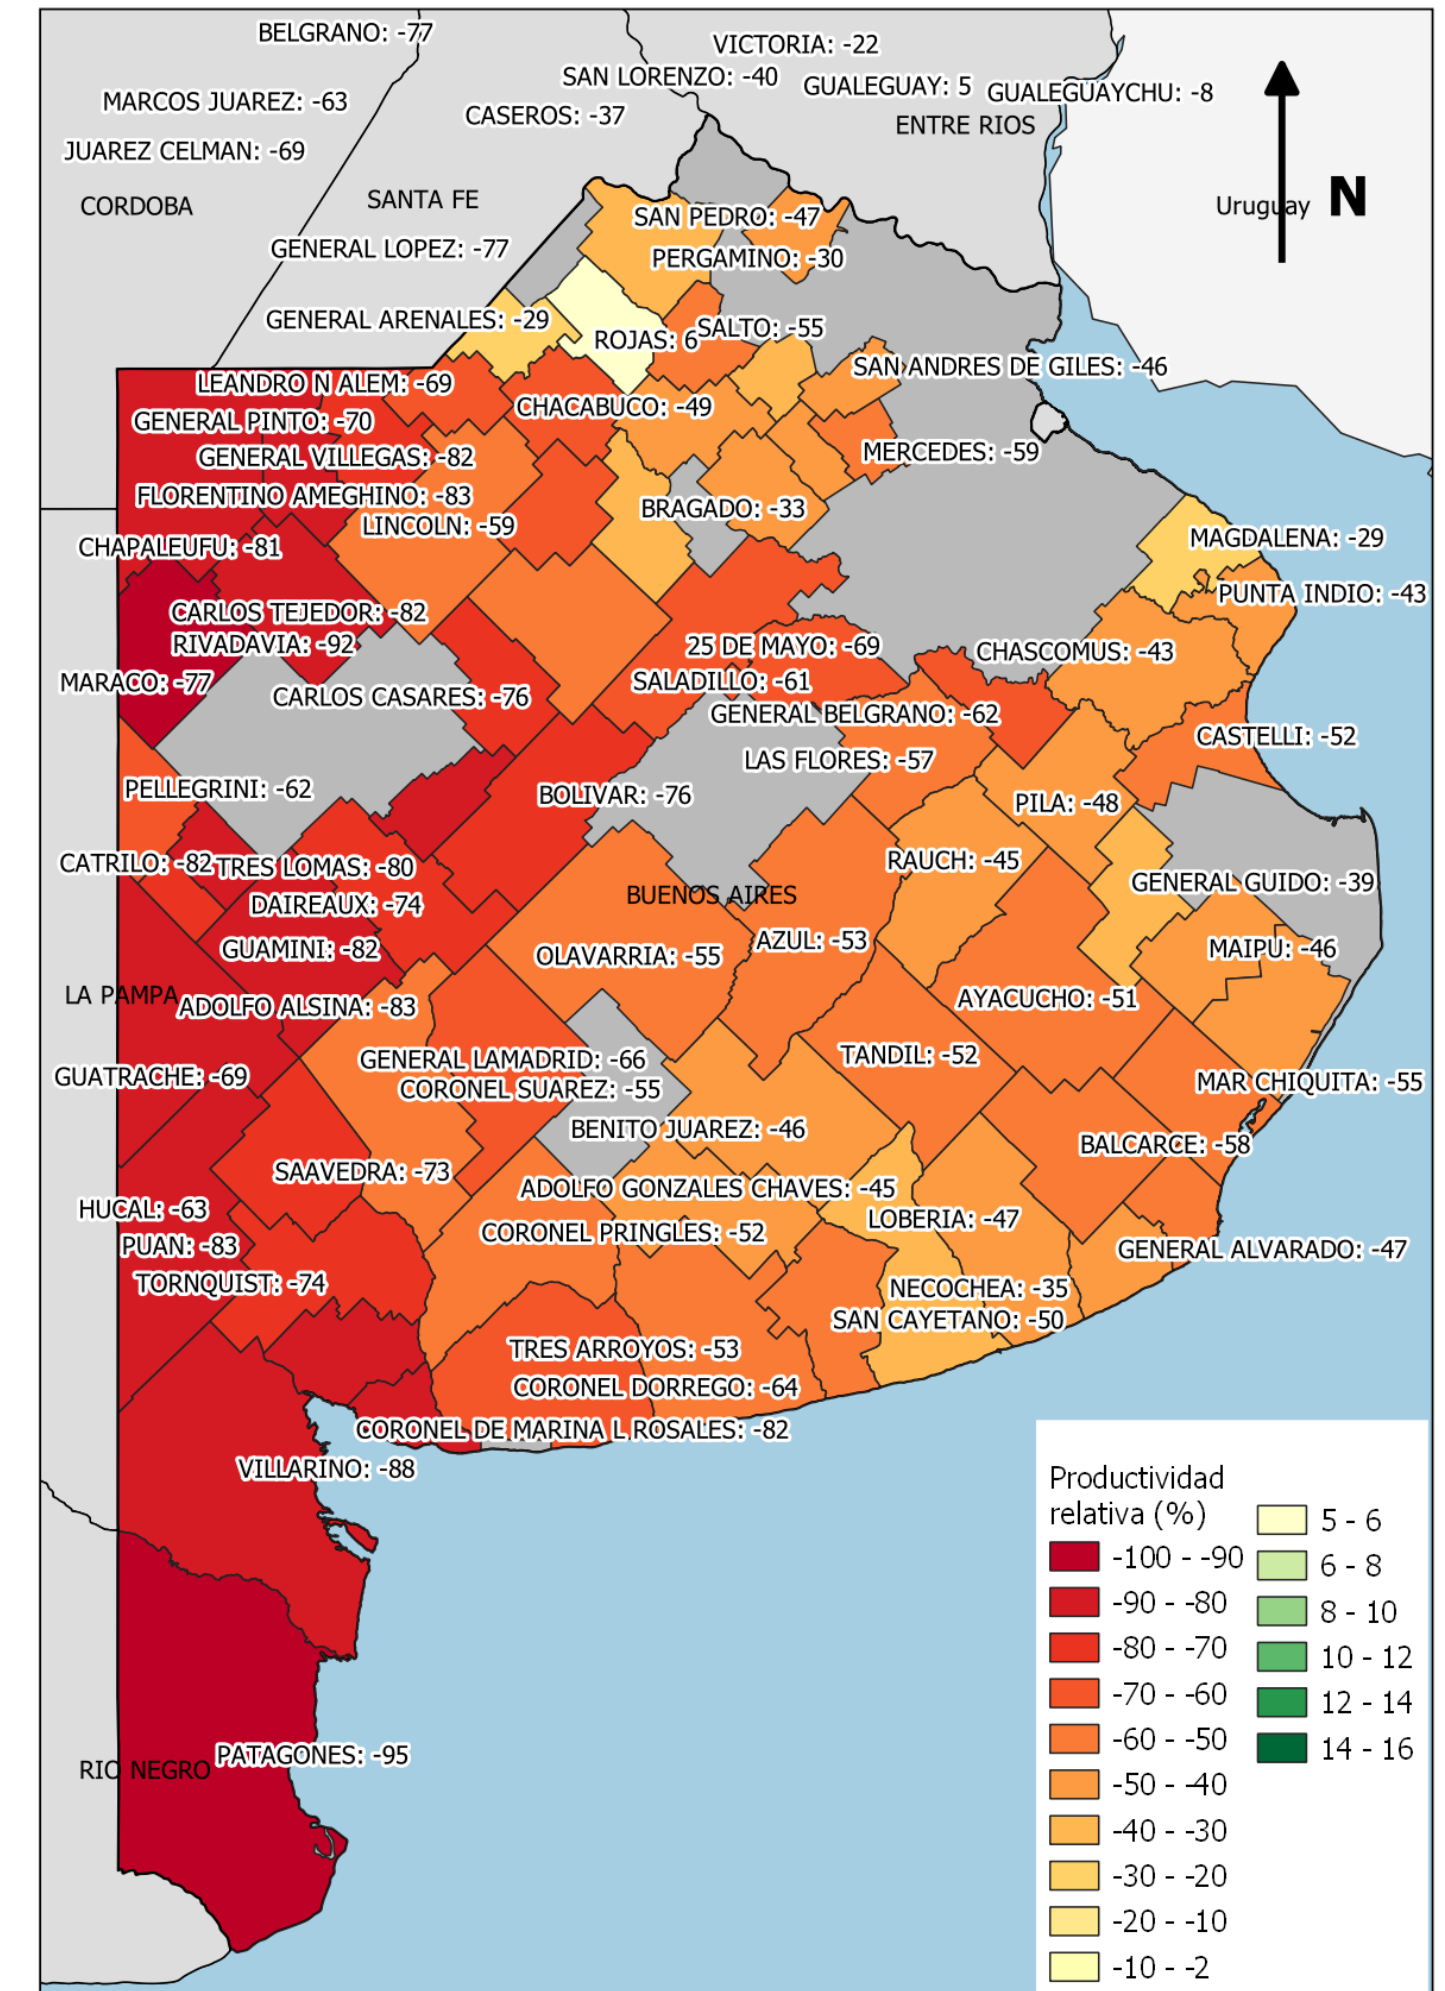 BELGRANO: -77
VICTORIA: -22
SAN LORENZO: -40
GUALEGUAY: 5
GUALEGUAYCHU: -8
MARCOS JUAREZ: -63
CASEROS: -37
ENTRE RIOS
JUAREZ CELMAN: -69
CORDOBA
SANTA FE
Uruguay
N
SAN PEDRO: -47
GENERAL LOPEZ: -77
PERGAMINO: -30
GENERAL ARENALES: -29
ROJAS: 6
SALTO: -55
SAN ANDRES DE GILES: -46
LEANDRO N ALEM: -69
CHACABUCO: -49
GENERAL PINTO: -70
MERCEDES: -59
GENERAL VILLEGAS: -82
FLORENTINO AMEGHINO: -83
BRAGADO: -33
LINCOLN: -59
MAGDALENA: -29
CHAPALEUFU: -81
PUNTA INDIO: -43
CARLOS TEJEDOR: -82
RIVADAVIA: -92
25 DE MAYO: -69
CHASCOMUS: -43
MARACO: -77
SALADILLO: -61
CARLOS CASARES: -76
GENERAL BELGRANO: -62
CASTELLI: -52
LAS FLORES: -57
PELLEGRINI: -62
BOLIVAR: -76
PILA: -48
CATRILO: -82
TRES LOMAS: -80
RAUCH: -45
GENERAL GUIDO: -39
BUENOS AIRES
DAIREAUX: -74
GUAMINI: -82
OLAVARRIA: -55
AZUL: -53
MAIPU: -46
LA PAMPA
ADOLFO ALSINA: -83
AYACUCHO: -51
GENERAL LAMADRID: -66
TANDIL: -52
GUATRACHE: -69
CORONEL SUAREZ: -55
MAR CHIQUITA: -55
BENITO JUAREZ: -46
BALCARCE: -58
SAAVEDRA: -73
ADOLFO GONZALES CHAVES: -45
HUCAL: -63
LOBERIA: -47
CORONEL PRINGLES: -52
PUAN: -83
GENERAL ALVARADO: -47
TORNQUIST: -74
NECOCHEA: -35
SAN CAYETANO: -50
TRES ARROYOS: -53
CORONEL DORREGO: -64
CORONEL DE MARINA L ROSALES: -82
VILLARINO: -88
PATAGONES: -95
RIO NEGRO
Productividad
relativa (%)
-100 - -90
-90 - -80
-80 - -70
-70 - -60
-60 - -50
-50 - -40
-40 - -30
-30 - -20
-20 - -10
-10 - -2
5 - 6
6 - 8
8 - 10
10 - 12
12 - 14
14 - 16